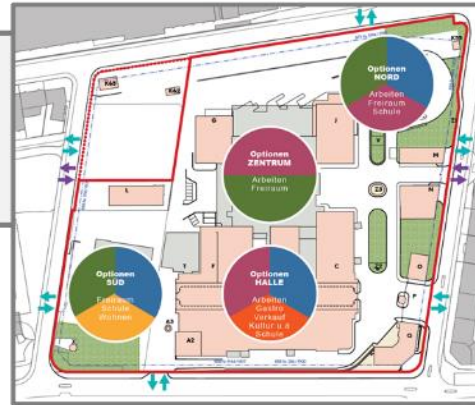 Optionen
NORD
Arbeiten
Freiraum
Schule
Optionen
ZENTRUM
Arbeiten
Freiraum
Optionen
SÜD
Freiraum
Schule
Wohnen
Optionen
HALLE
Arbeiten
Gastro
Verkauf
Kultur u.a
Schule
G
J
V
M
L
N
O
T
F
C
P
A3
A2
Q